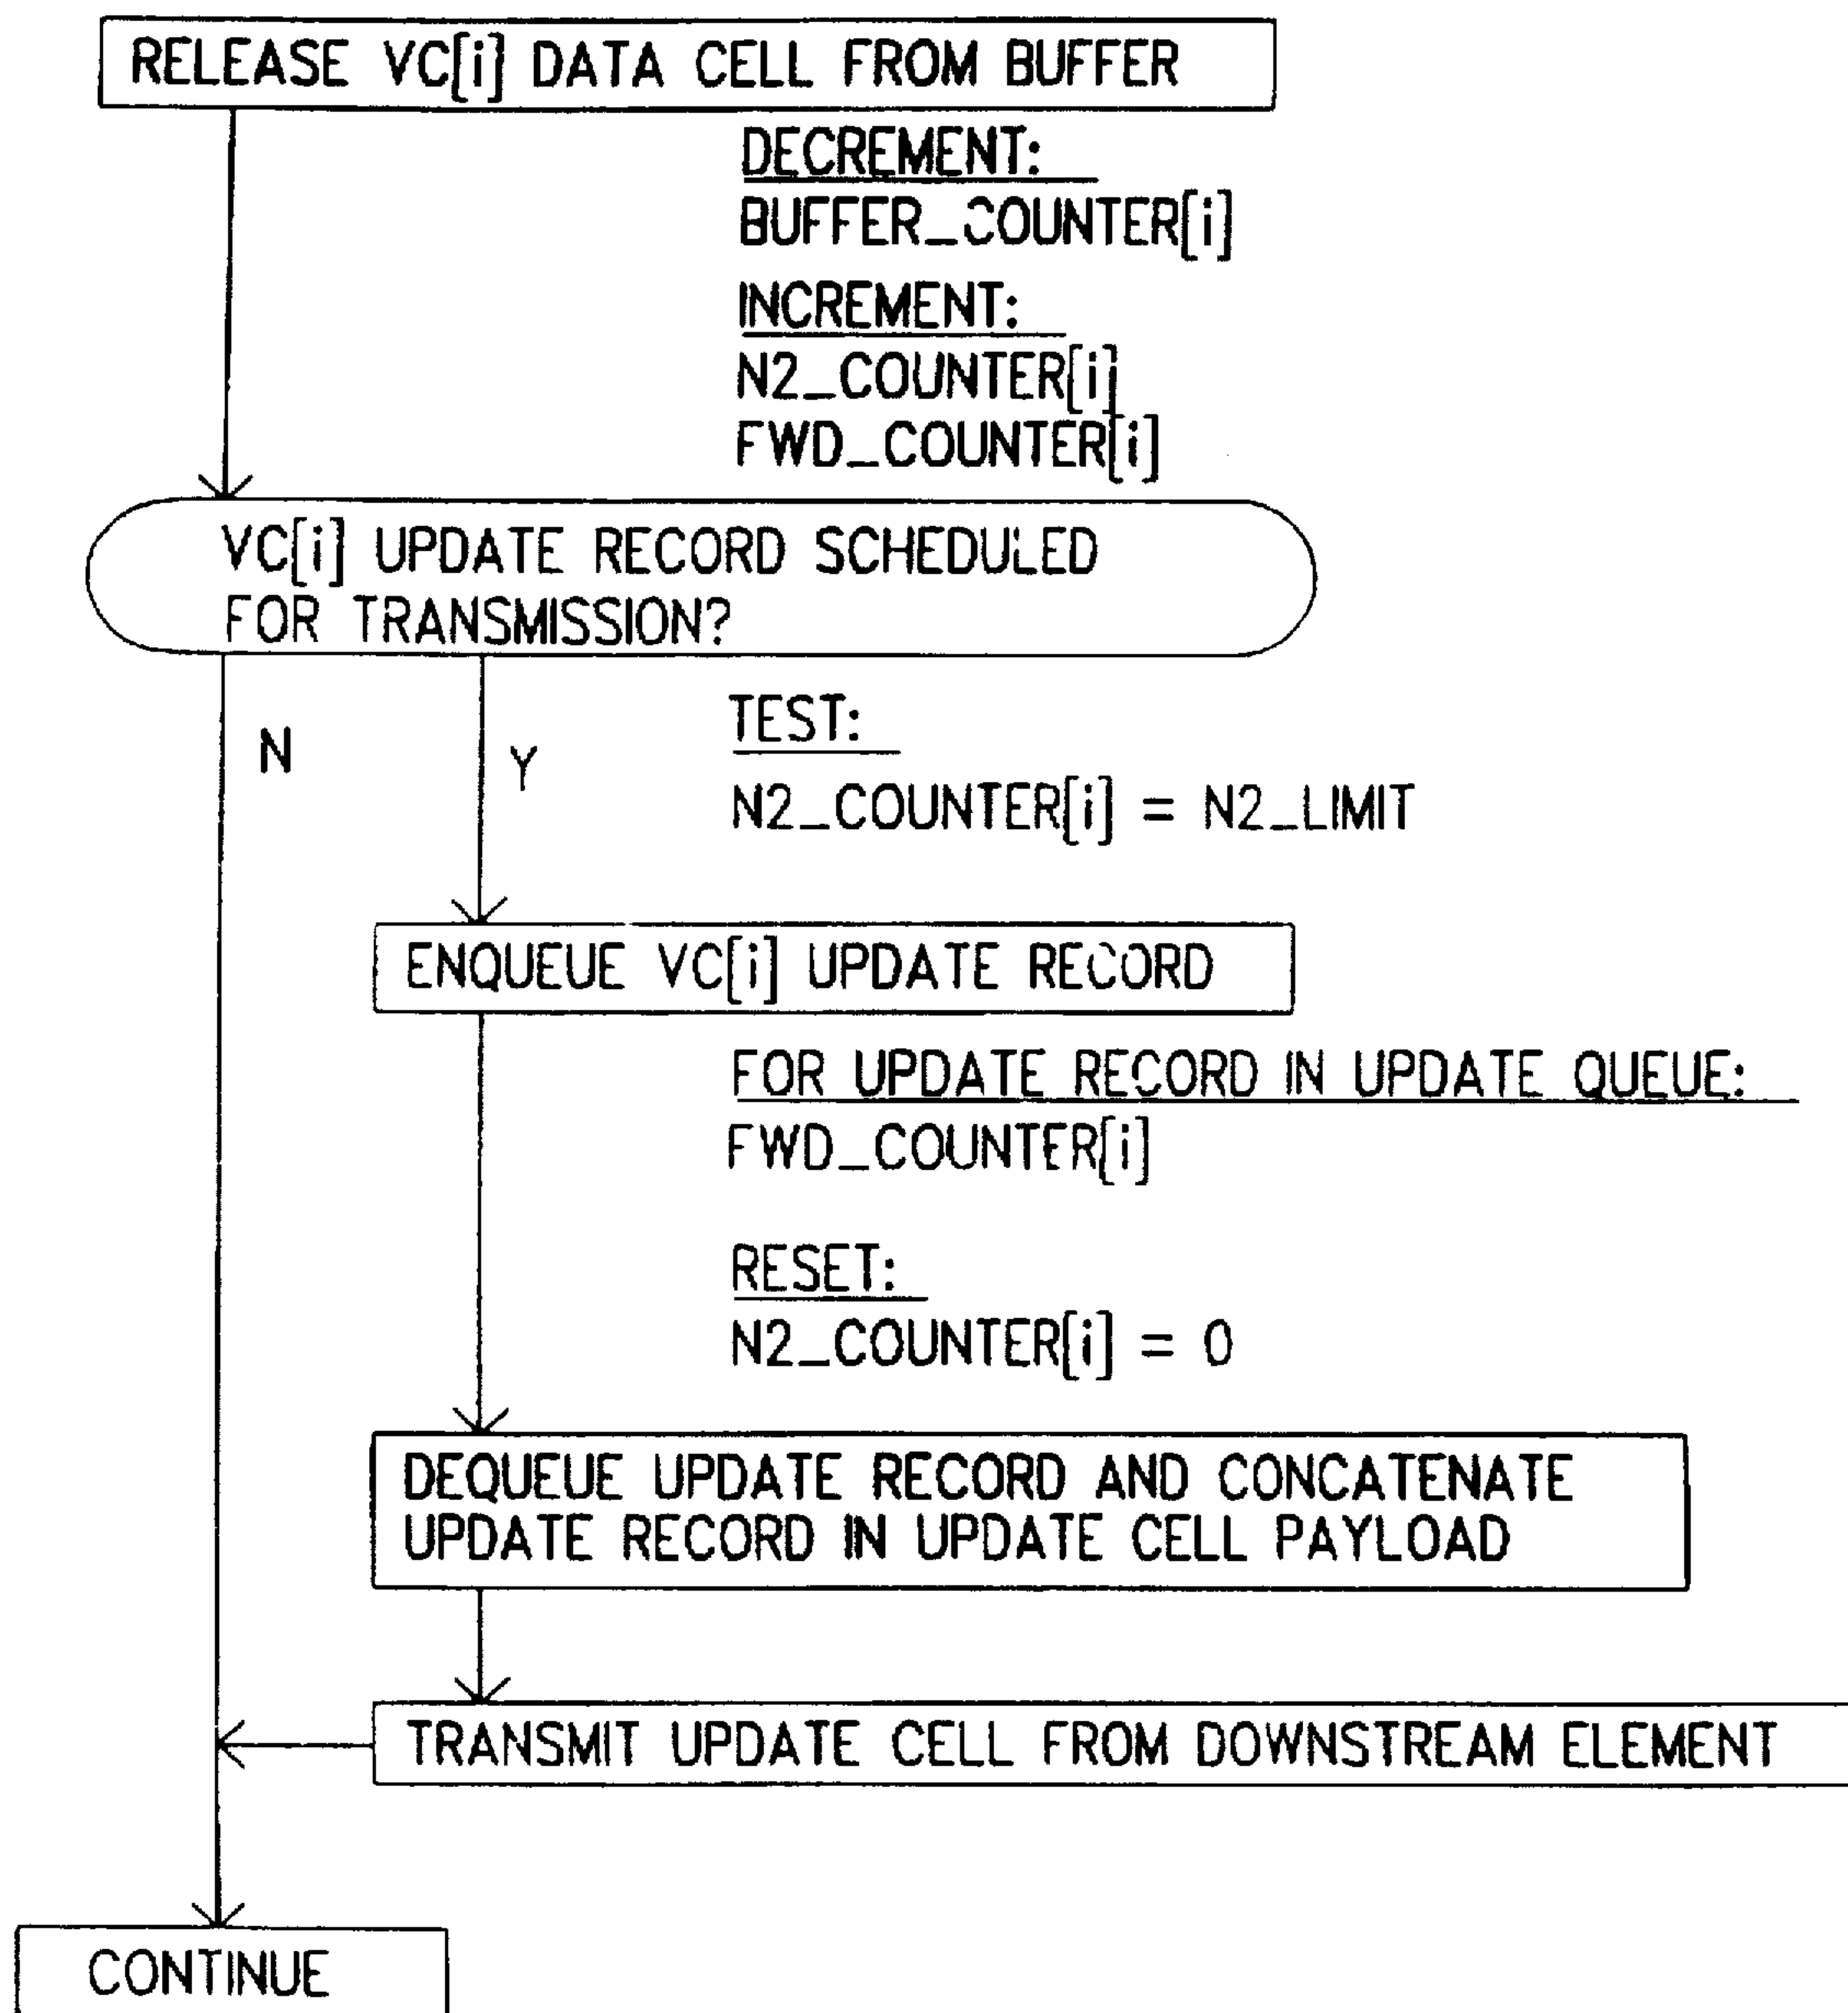 RELEASE VC[i] DATA CELL FROM BUFFER
DECREMENT:
BUFFER_COUNTER[i]
INCREMENT:
N2_COUNTER[i]
FWD_COUNTER[i]
VC[i] UPDATE RECORD SCHEDULED
FOR TRANSMISSION?
N
Y
TEST:
N2_COUNTER[i] = N2_LIMIT
ENQUEUE VC[i] UPDATE RECORD
FOR UPDATE RECORD IN UPDATE QUEUE:
FWD_COUNTER[i]
RESET:
N2_COUNTER[i] = 0
DEQUEUE UPDATE RECORD AND CONCATENATE
UPDATE RECORD IN UPDATE CELL PAYLOAD
TRANSMIT UPDATE CELL FROM DOWNSTREAM ELEMENT
CONTINUE